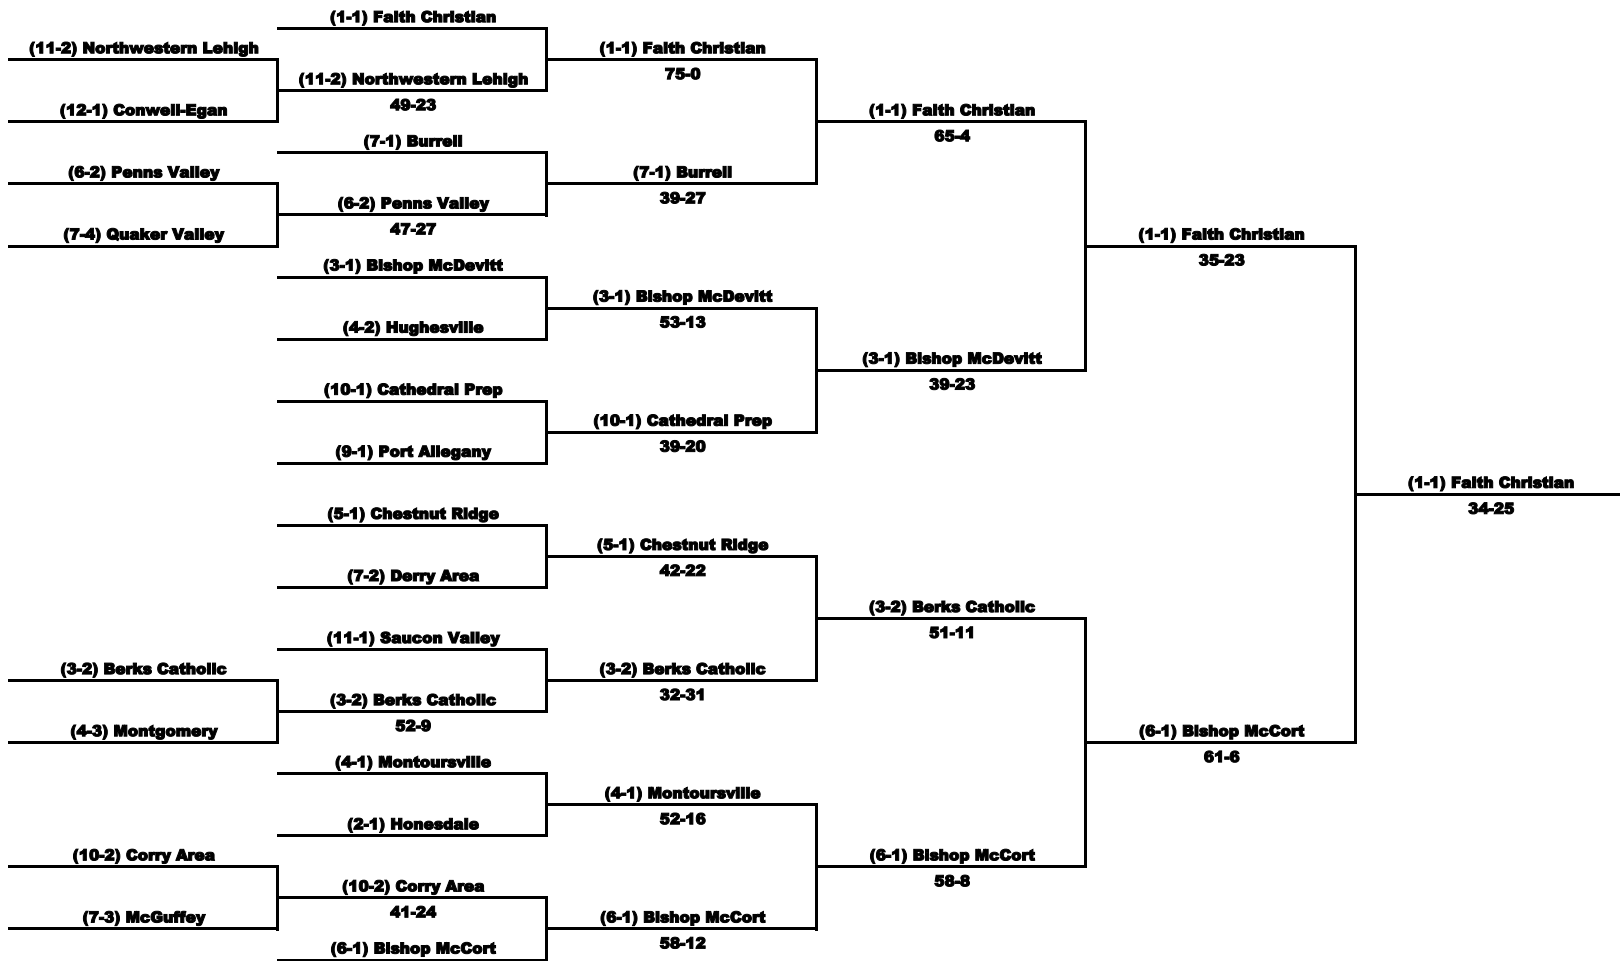 (1-1) Faith Christian
(11-2) Northwestern Lehigh
(1-1) Faith Christian
75-0
(11-2) Northwestern Lehigh
49-23
(12-1) Conwell-Egan
(1-1) Faith Christian
65-4
(7-1) Burrell
(6-2) Penns Valley
(7-1) Burrell
39-27
(6-2) Penns Valley
47-27
(7-4) Quaker Valley
(1-1) Faith Christian
35-23
(3-1) Bishop McDevitt
(3-1) Bishop McDevitt
53-13
(4-2) Hughesville
(3-1) Bishop McDevitt
39-23
(10-1) Cathedral Prep
(10-1) Cathedral Prep
39-20
(9-1) Port Allegany
(1-1) Faith Christian
34-25
(5-1) Chestnut Ridge
(5-1) Chestnut Ridge
42-22
(7-2) Derry Area
(3-2) Berks Catholic
51-11
(11-1) Saucon Valley
(3-2) Berks Catholic
(3-2) Berks Catholic
32-31
(3-2) Berks Catholic
52-9
(4-3) Montgomery
(6-1) Bishop McCort
61-6
(4-1) Montoursville
(4-1) Montoursville
52-16
(2-1) Honesdale
(10-2) Corry Area
(6-1) Bishop McCort
58-8
(10-2) Corry Area
41-24
(7-3) McGuffey
(6-1) Bishop McCort
58-12
(6-1) Bishop McCort